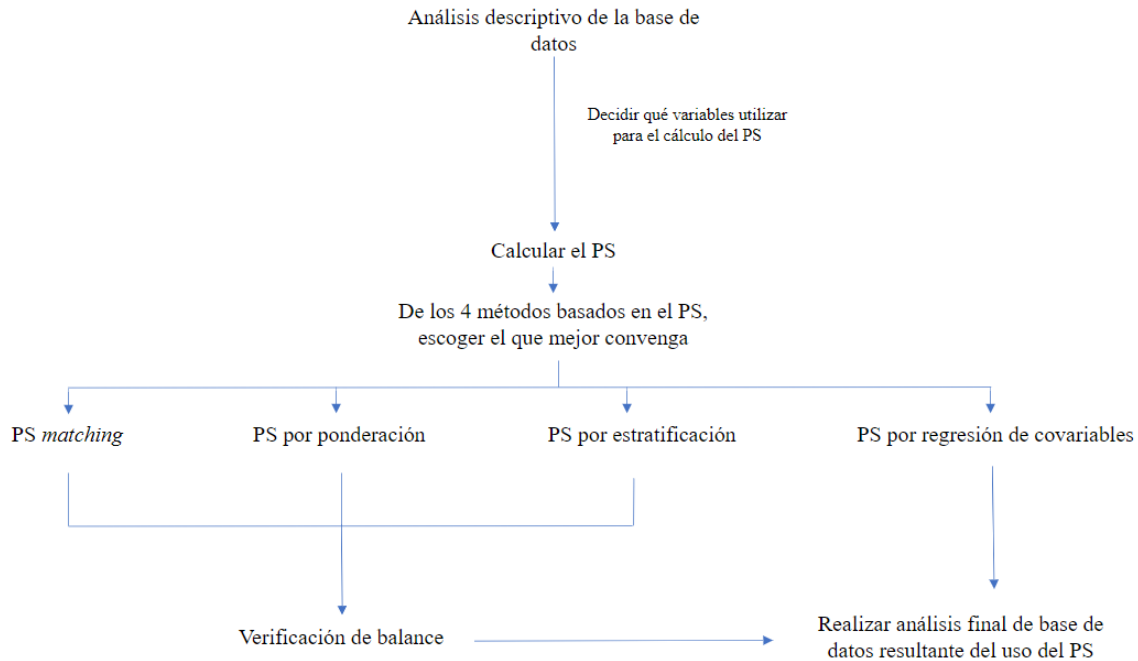 Análisis descriptivo de la base de
datos
Decidir qué variables utilizar
para el cálculo del PS
Calcular el PS
De los 4 métodos basados en el PS,
escoger el que mejor convenga
PS matching
PS por ponderación
PS por estratificación
PS por regresión de covariables
Verificación de balance
Realizar análisis final de base de
datos resultante del uso del PS